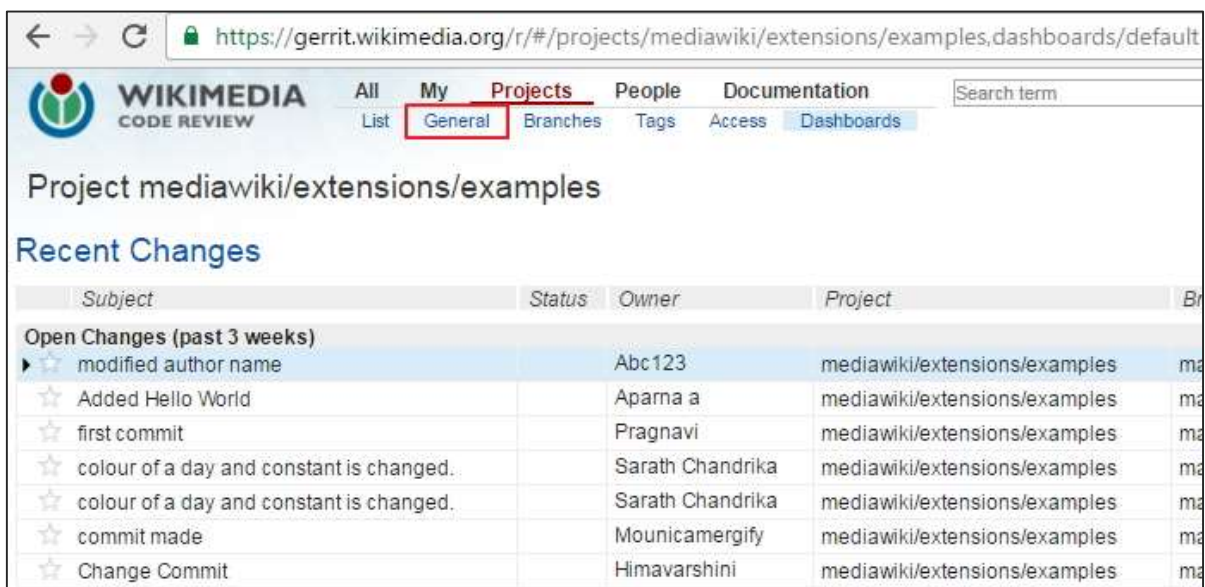 https://gerrit.wikimedia.org/r/#/projects/mediawiki/extensions/examples,dashboards/default
WIKIMEDIA
CODE REVIEW
All My Projects People Documentation Search term
List General Branches Tags Access Dashboards
Project mediawiki/extensions/examples
Recent Changes
Subject Status Owner Project
Open Changes (past 3 weeks)
modified author name Abc123 mediawiki/extensions/examples
Added Hello World Aparna a mediawiki/extensions/examples
first commit Pragnavi mediawiki/extensions/examples
colour of a day and constant is changed. Sarath Chandrika mediawiki/extensions/examples
colour of a day and constant is changed. Sarath Chandrika mediawiki/extensions/examples
commit made Mounicamergify mediawiki/extensions/examples
Change Commit Himavarshini mediawiki/extensions/examples